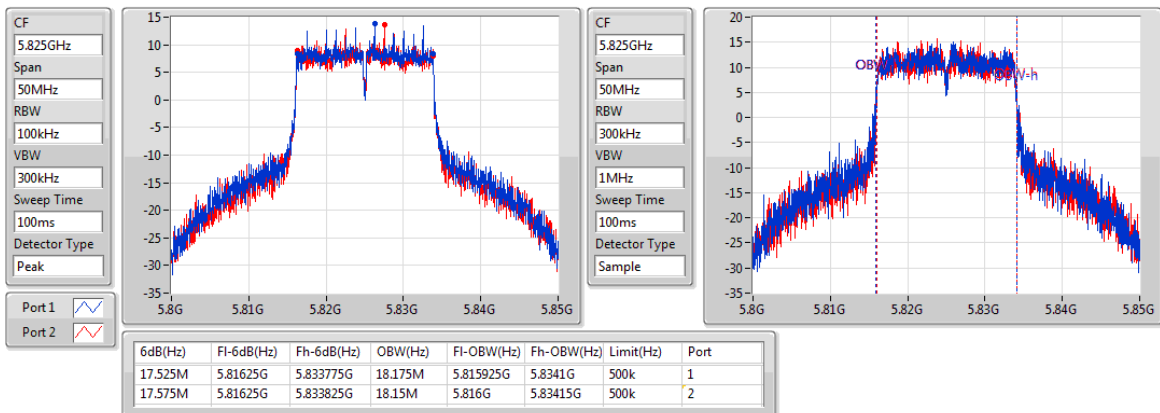 CF
5.825GHz
Span
50MHz
RBW
100kHz
VBW
300kHz
Sweep Time
100ms
Detector Type
Peak
Port 1
Port 2
15
10
5
0
-5
-10
-15
-20
-25
-30
-35
5.8G
5.81G
5.82G
5.83G
5.84G
5.85G
CF
5.825GHz
Span
50MHz
RBW
300kHz
VBW
1MHz
Sweep Time
100ms
Detector Type
Sample
20
15
10
5
0
-5
-10
-15
-20
-25
-30
-35
5.8G
5.81G
5.82G
5.83G
5.84G
5.85G
6dB(Hz) Fl-6dB(Hz) Fh-6dB(Hz) OBW(Hz) Fl-OBW(Hz) Fh-OBW(Hz) Limit(Hz) Port
17.525M 5.81625G 5.833775G 18.175M 5.815925G 5.8341G 500k 1
17.575M 5.81625G 5.833825G 18.15M 5.816G 5.83415G 500k 2